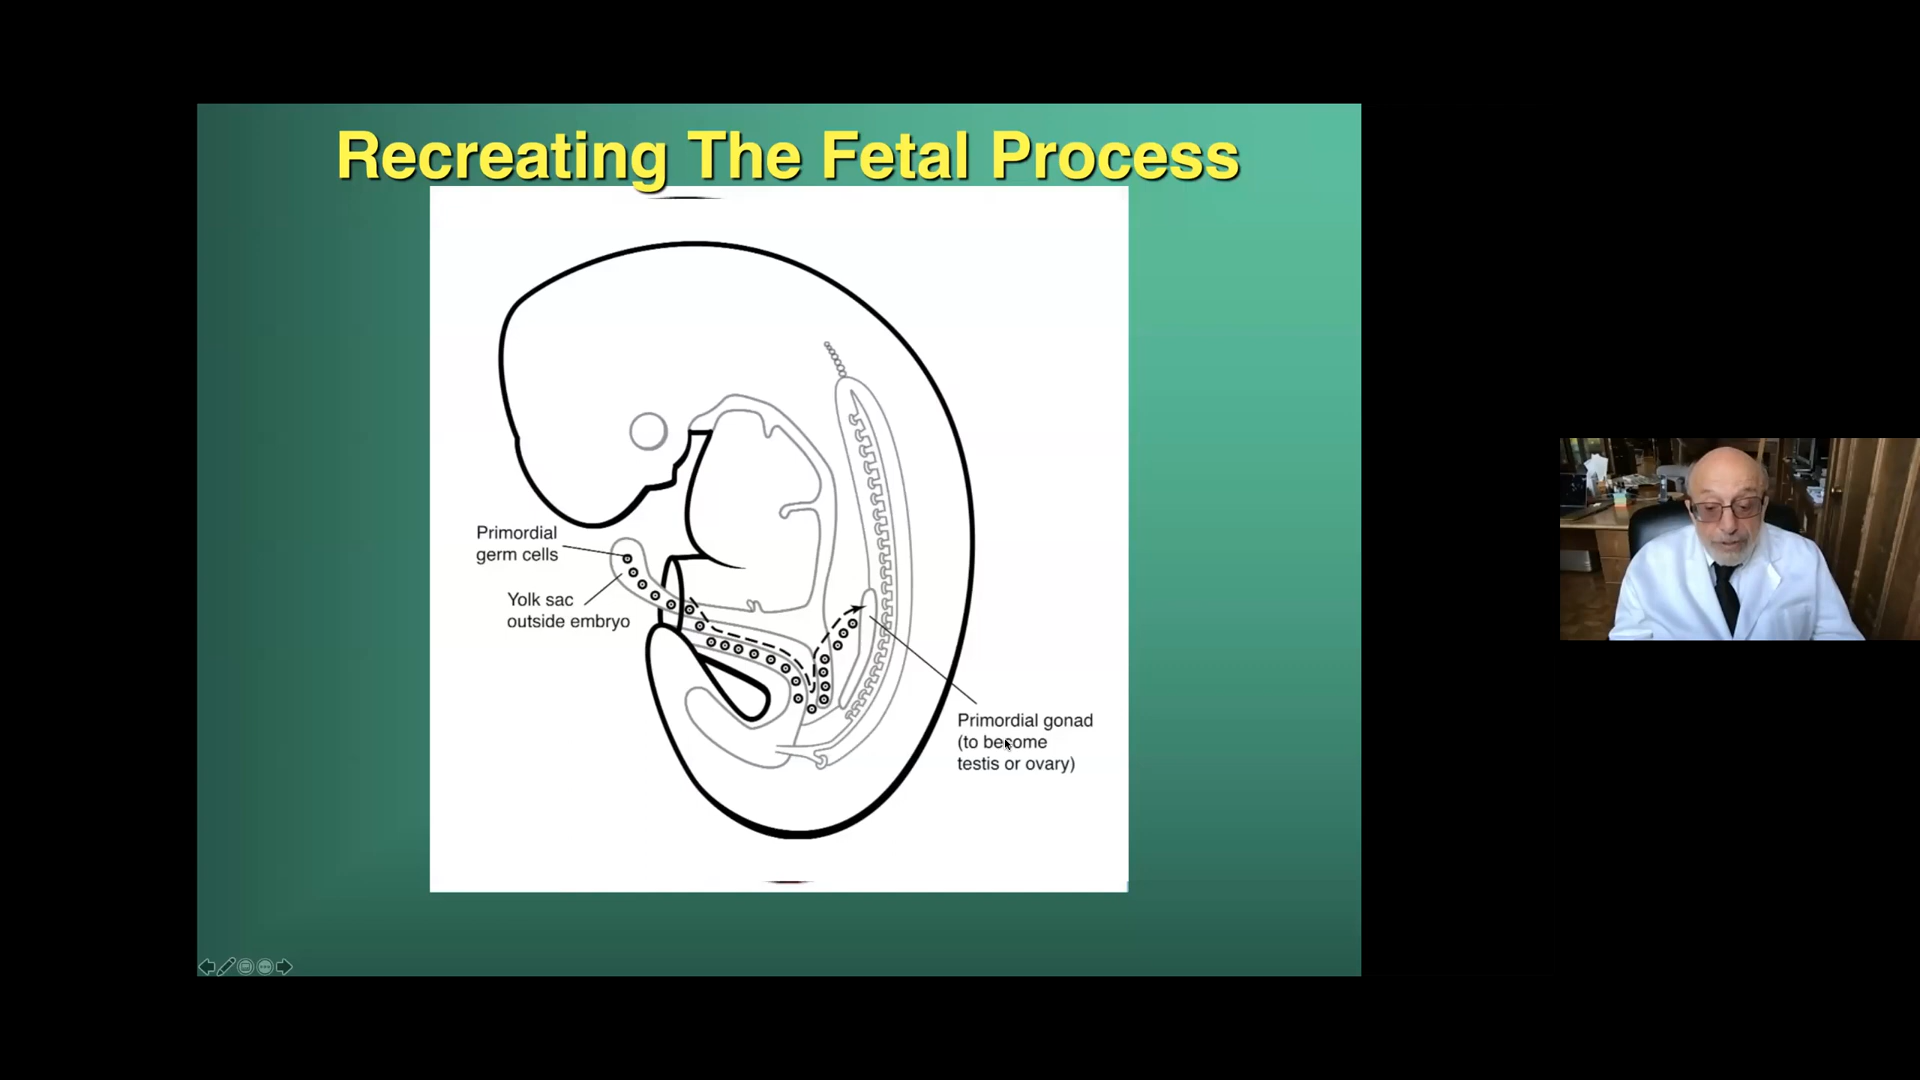 Recreating The Fetal Process
Primordial
germ cells
Yolk sac
outside embryo
Primordial gonad
(to become
testis or ovary)